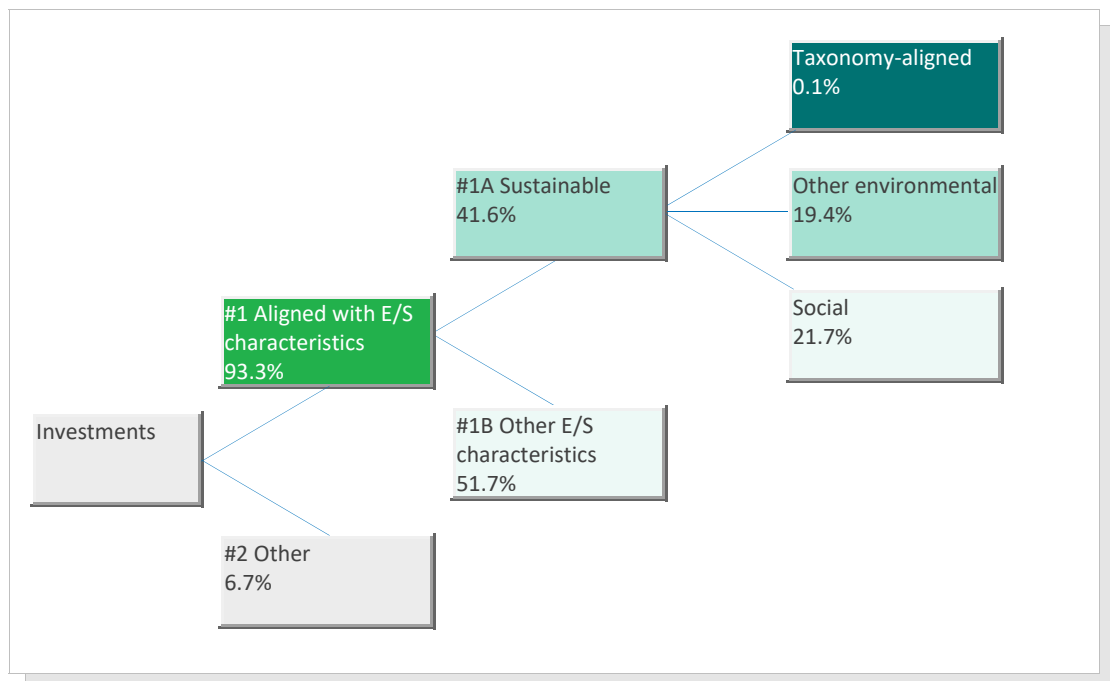 Taxonomy-aligned
0.1%
#1A Sustainable
41.6%
Other environmental
19.4%
#1 Aligned with E/S
characteristics
93.3%
Social
21.7%
Investments
#1B Other E/S
characteristics
51.7%
#2 Other
6.7%